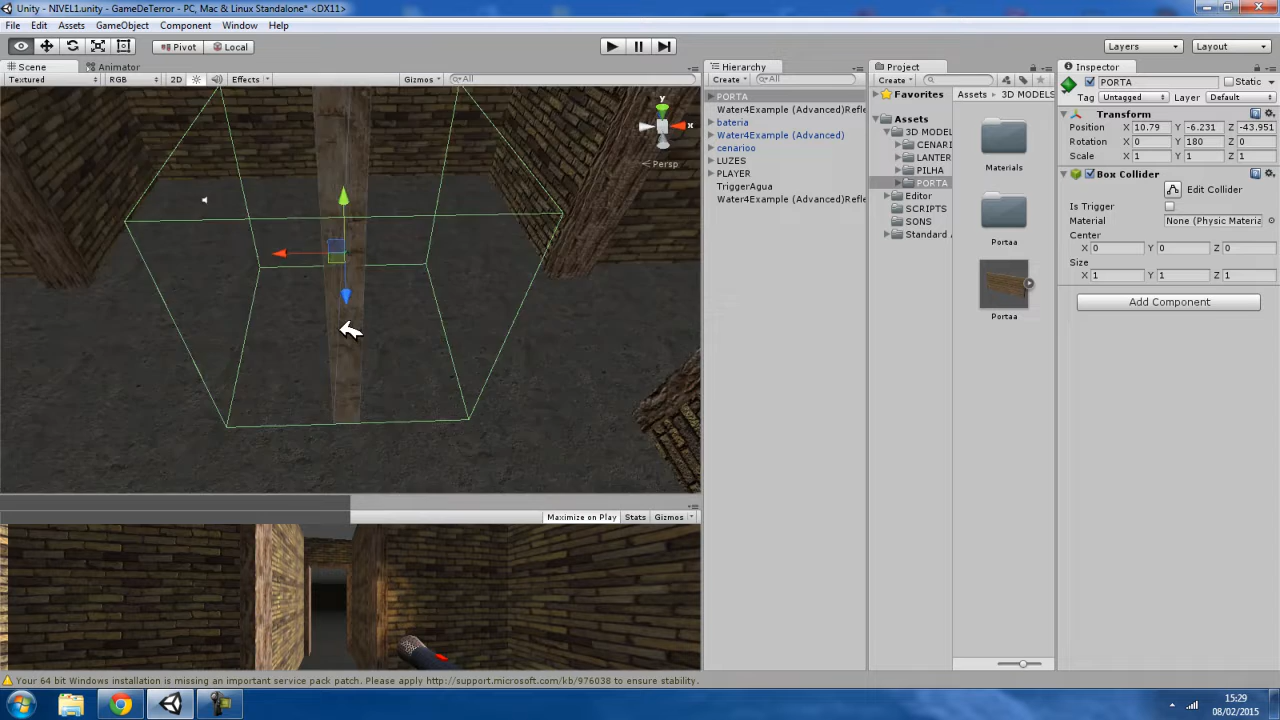 Unity - NIVEL1.unity - GameDeTerror - PC, Mac & Linux Standalone* <DX11>
File Edit Assets GameObject Component Window Help
Pivot Local Layers Layout
Scene Animator
Textured RGB 2D Effects Gizmos All
y
x
Persp
Hierarchy
Create All
PORTA
Water4Example (Advanced)Refle
bateria
Water4Example (Advanced)
cenarioo
LUZES
PLAYER
TriggerAgua
Water4Example (Advanced)Refle
Project
Create
Favorites
Assets
3D MODEL
CENARI
LANTER
PILHA
PORTA
Editor
SCRIPTS
SONS
Standard
Assets 3D MODELS
Materials
Portaa
Portaa
Inspector
PORTA Static
Tag Untagged Layer Default
Transform
Position X 10.79 Y -6.231 Z -43.951
Rotation X 0 Y 180 Z 0
Scale X 1 Y 1 Z 1
Box Collider
Edit Collider
Is Trigger
Material None (Physic Materia
Center
X 0 Y 0 Z 0
Size
X 1 Y 1 Z 1
Add Component
Maximize on Play Stats Gizmos
Your 64 bit Windows installation is missing an important service pack patch. Please apply http://support.microsoft.com/kb/976038 to ensure stability.
15:29
08/02/2015